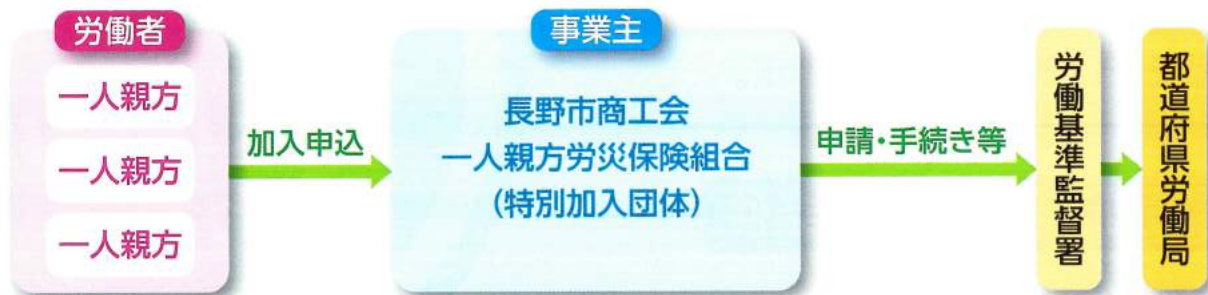 労働者
一人親方
一人親方
一人親方
加入申込
事業主
長野市商工会
一人親方労災保険組合
(特別加入団体)
申請・手続き等
労働基準監督署
都道府県労働局